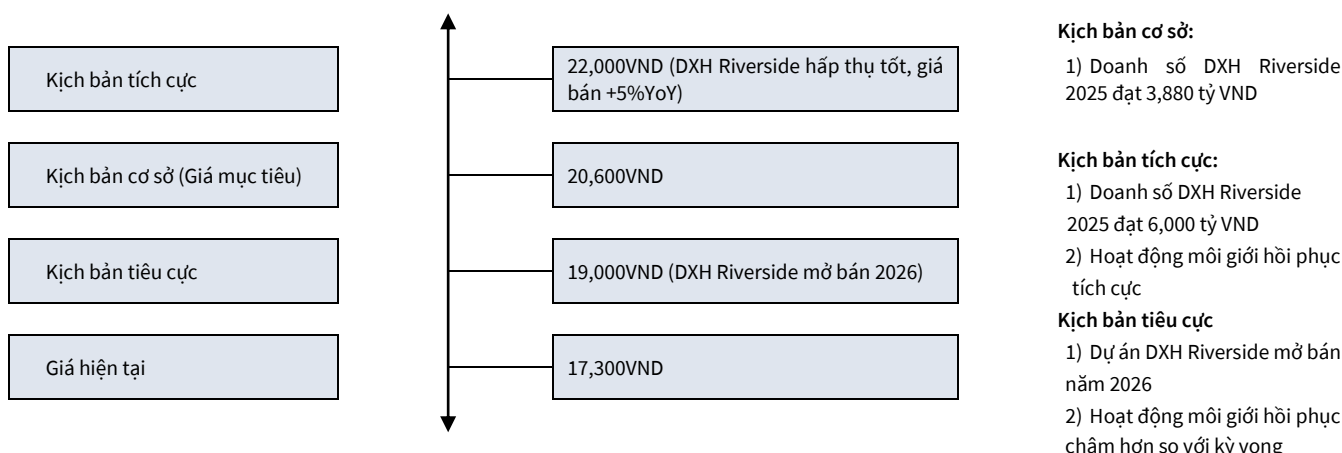 Kịch bản tích cực
22,000VND (DXH Riverside hấp thụ tốt, giá
bán +5%YoY)
Kịch bản cơ sở (Giá mục tiêu)
20,600VND
Kịch bản tiêu cực
19,000VND (DXH Riverside mở bán 2026)
Giá hiện tại
17,300VND
Kịch bản cơ sở:
1) Doanh số DXH Riverside
2025 đạt 3,880 tỷ VND
Kịch bản tích cực:
1) Doanh số DXH Riverside
2025 đạt 6,000 tỷ VND
2) Hoạt động môi giới hồi phục
tích cực
Kịch bản tiêu cực
1) Dự án DXH Riverside mở bán
năm 2026
2) Hoạt động môi giới hồi phục
chậm hơn so với kỳ vọng